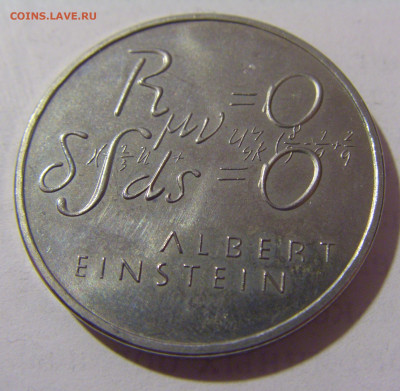 COINS.LAVE.RU
Rμν = 0
δ∫ds = 0
ALBERT
EINSTEIN